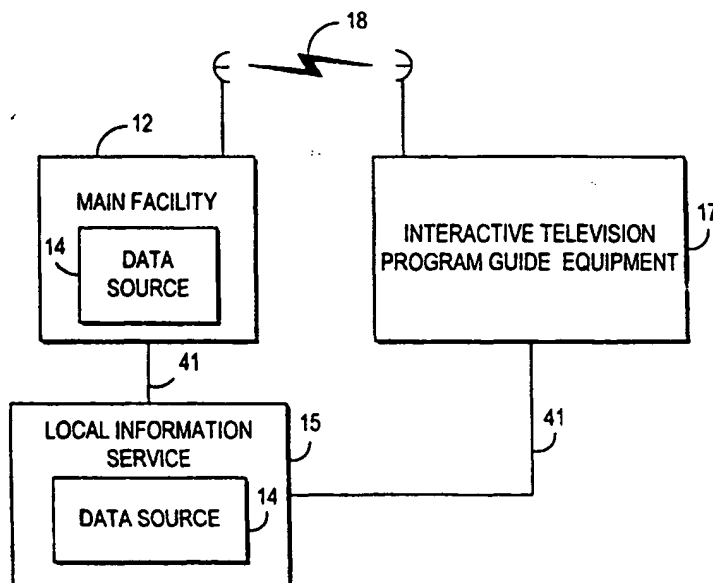 18
12
MAIN FACILITY
14
DATA
SOURCE
INTERACTIVE TELEVISION
PROGRAM GUIDE EQUIPMENT
17
41
LOCAL INFORMATION
SERVICE
15
41
DATA SOURCE
14